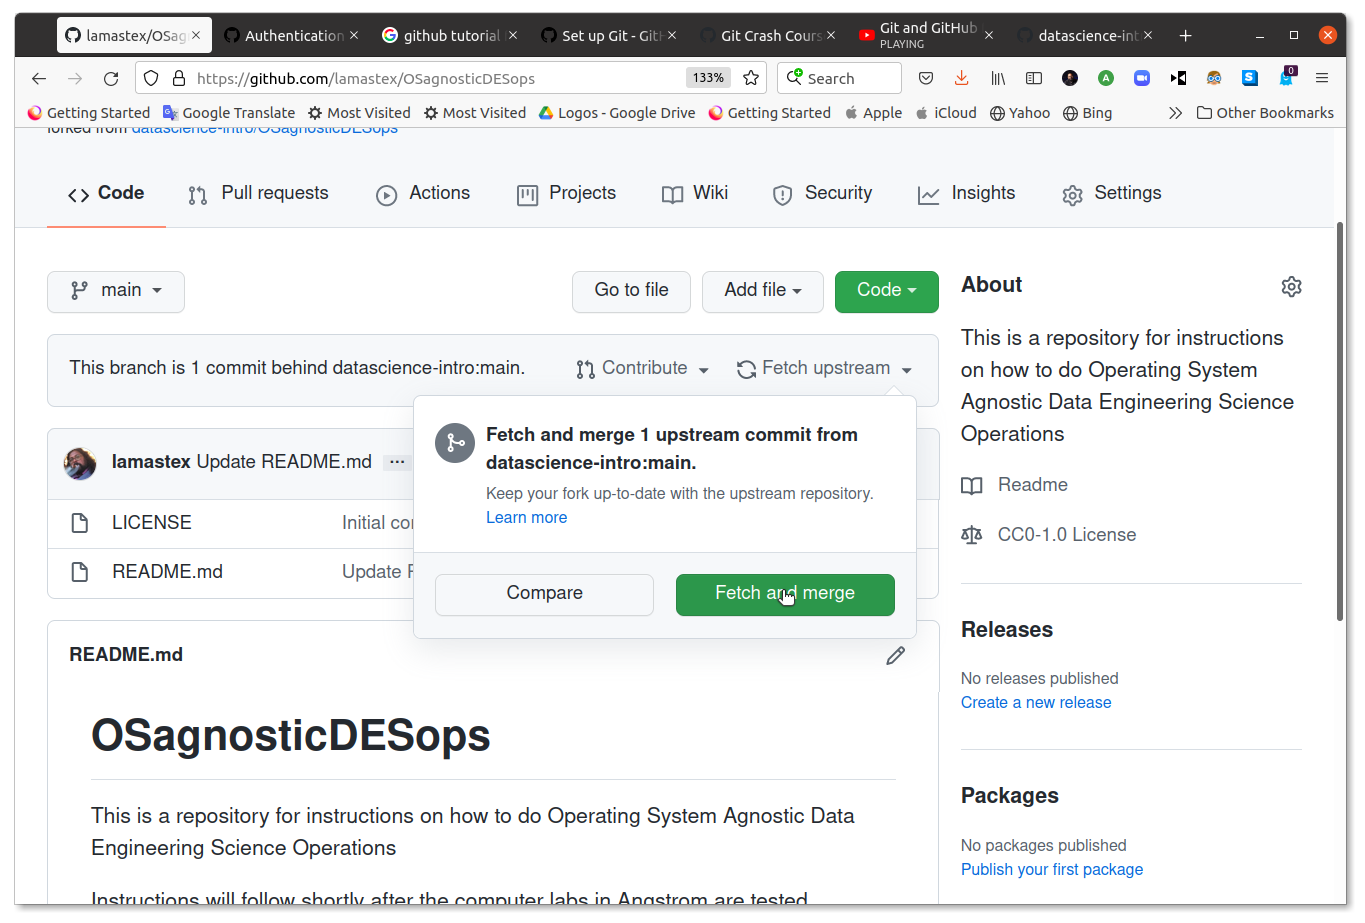 lamastex/OSag
Authentication
github tutorial
Set up Git - Git
Git Crash Cours
Git and GitHub
PLAYING
datascience-int
https://github.com/lamastex/OSagnosticDESops
133%
Search
0
Getting Started
Google Translate
Most Visited
Most Visited
Logos - Google Drive
Getting Started
Apple
iCloud
Yahoo
Bing
Other Bookmarks
forked from datascience-intro/OSagnosticDESops
Code
Pull requests
Actions
Projects
Wiki
Security
Insights
Settings
main
Go to file
Add file
Code
This branch is 1 commit behind datascience-intro:main.
Contribute
Fetch upstream
Fetch and merge 1 upstream commit from
datascience-intro:main.
Keep your fork up-to-date with the upstream repository.
Learn more
Compare
Fetch and merge
lamastex Update README.md ...
LICENSE
Initial cor
README.md
Update R
README.md
OSagnosticDESops
This is a repository for instructions on how to do Operating System Agnostic Data
Engineering Science Operations
Instructions will follow shortly after the computer labs in Angstrom are tested
About
This is a repository for instructions
on how to do Operating System
Agnostic Data Engineering Science
Operations
Readme
CC0-1.0 License
Releases
No releases published
Create a new release
Packages
No packages published
Publish your first package